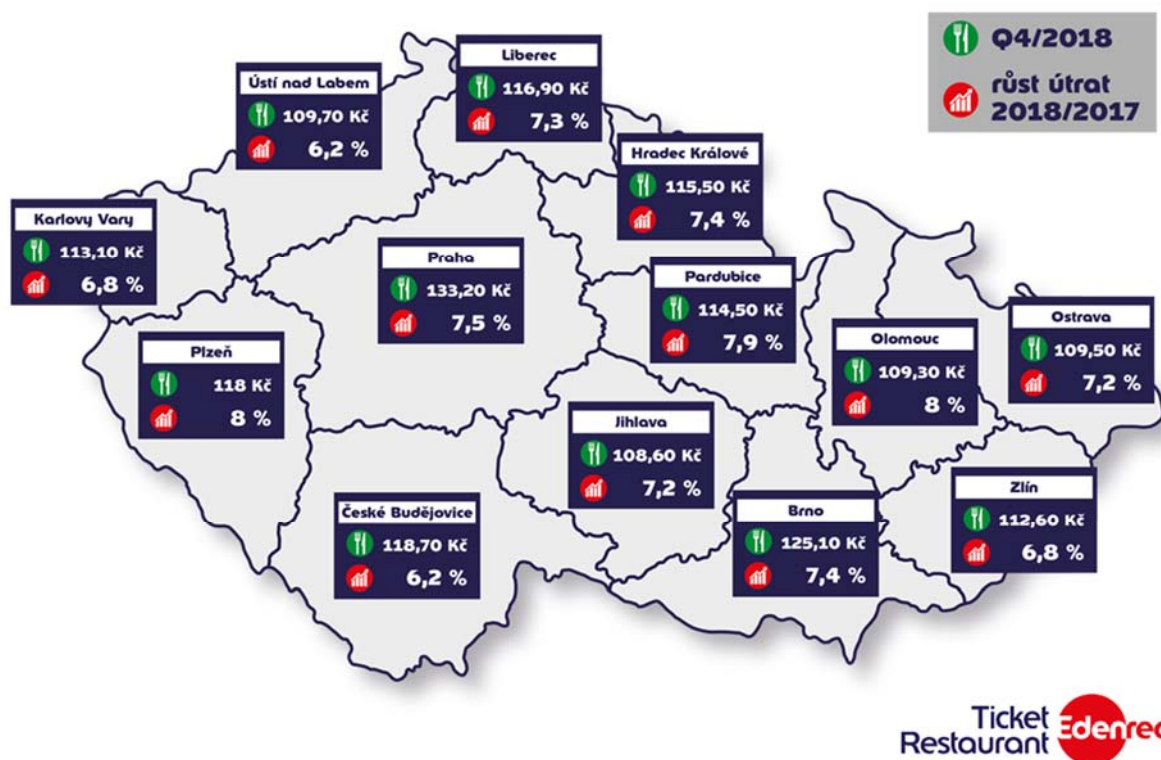 Q4/2018
růst útrat
2018/2017
Liberec
116,90 Kč
7,3 %
Ústí nad Labem
109,70 Kč
6,2 %
Hradec Králové
115,50 Kč
7,4 %
Karlovy Vary
113,10 Kč
6,8 %
Praha
133,20 Kč
7,5 %
Pardubice
114,50 Kč
7,9 %
Ostrava
109,50 Kč
7,2 %
Olomouc
109,30 Kč
8 %
Plzeň
118 Kč
8 %
Jihlava
108,60 Kč
7,2 %
Zlín
112,60 Kč
6,8 %
České Budějovice
118,70 Kč
6,2 %
Brno
125,10 Kč
7,4 %
Ticket
Restaurant
Edenred